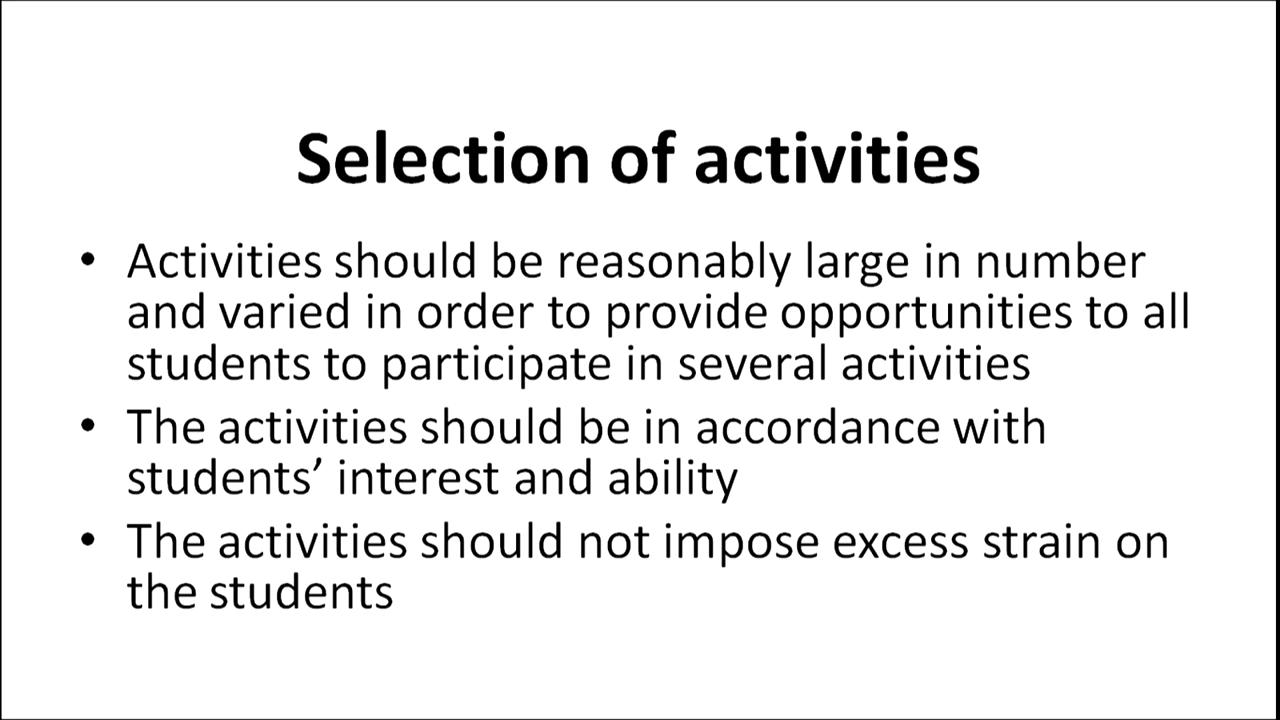 Selection of activities
• Activities should be reasonably large in number
and varied in order to provide opportunities to all
students to participate in several activities
• The activities should be in accordance with
students’ interest and ability
• The activities should not impose excess strain on
the students